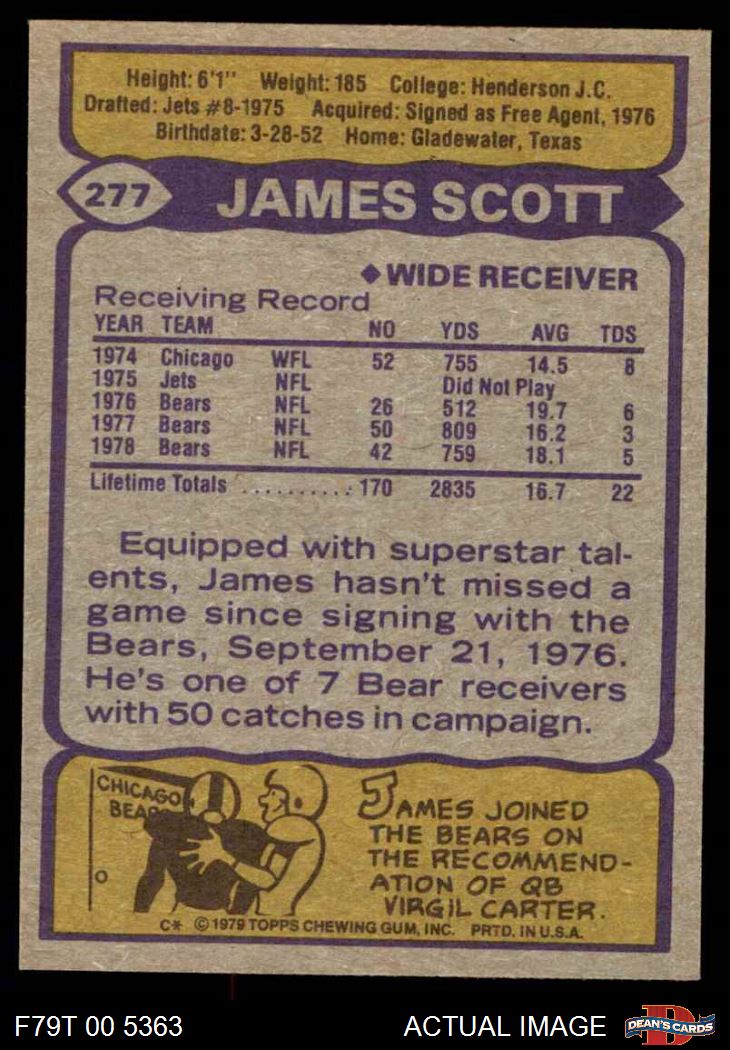 Height: 6'1" Weight: 185 College: Henderson J.C.
Drafted: Jets #8-1975 Acquired: Signed as Free Agent, 1976
Birthdate: 3-28-52 Home: Gladewater, Texas
277 JAMES SCOTT
◆WIDE RECEIVER
Receiving Record
YEAR TEAM NO YDS AVG TDS
1974 Chicago WFL 52 755 14.5 8
1975 Jets NFL Did Not Play
1976 Bears NFL 26 512 19.7 6
1977 Bears NFL 50 809 16.2 3
1978 Bears NFL 42 759 18.1 5
Lifetime Totals .......... 170 2835 16.7 22
Equipped with superstar tal-
ents, James hasn't missed a
game since signing with the
Bears, September 21, 1976.
He's one of 7 Bear receivers
with 50 catches in campaign.
CHICAGO
BEAR
JAMES JOINED
THE BEARS ON
THE RECOMMEND-
ATION OF QB
VIRGIL CARTER.
C* © 1979 TOPPS CHEWING GUM, INC. PRTD. IN U.S.A.
F79T 00 5363 ACTUAL IMAGE D DEAN'S CARDS